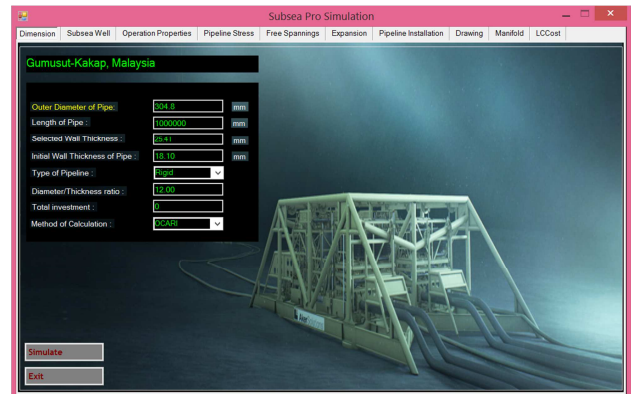 Subsea Pro Simulation
Dimension Subsea Well Operation Properties Pipeline Stress Free Spannings Expansion Pipeline Installation Drawing Manifold LCCost
Gumusut-Kakap, Malaysia
Outer Diameter of Pipe: 304.8 mm
Length of Pipe : 1000000 mm
Selected Wall Thickness : 25.41 mm
Initial Wall Thickness of Pipe : 18.10 mm
Type of Pipeline : Rigid
Diameter/Thickness ratio : 12.00
Total investment : 0
Method of Calculation : OCARI
Simulate
Exit